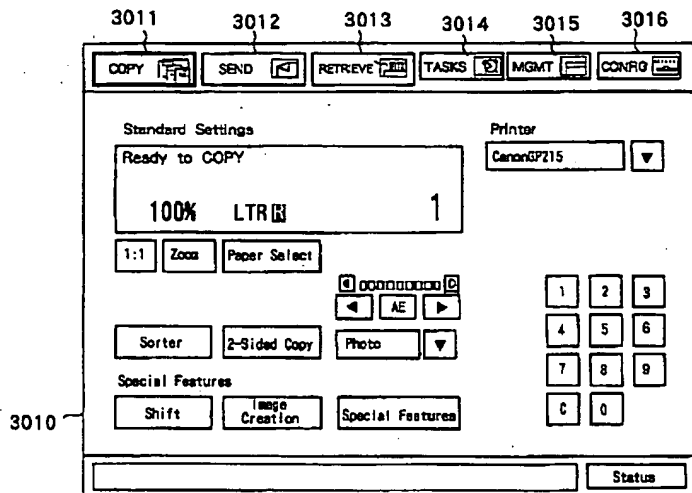 3011 3012 3013 3014 3015 3016
COPY SEND RETRIEVE TASKS MGMT CONFIG
Standard Settings Printer
Ready to COPY CanonGP215 ▼
100% LTR R 1
1:1 Zoom Paper Select
◀ AE ▶ 1 2 3
Sorter 2-Sided Copy Photo ▼ 4 5 6
Special Features 7 8 9
3010 Shift Image Creation Special Features C 0
Status